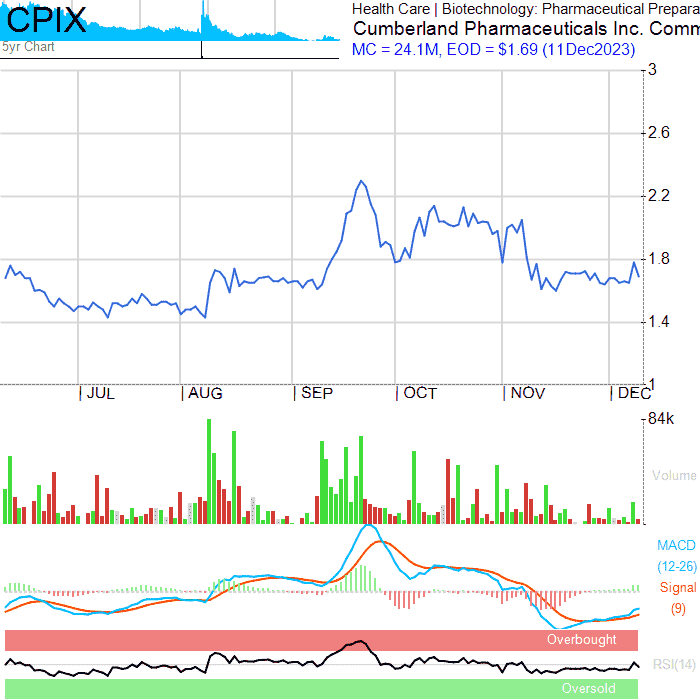 CPIX
5yr Chart
Health Care | Biotechnology: Pharmaceutical Prepara
Cumberland Pharmaceuticals Inc. Comm
MC = 24.1M, EOD = $1.69 (11Dec2023)
3
2.6
2.2
1.8
1.4
1
JUL AUG SEP OCT NOV DEC
84k
Volume
MACD
(12-26)
Signal
(9)
Overbought
RSI(14)
Oversold